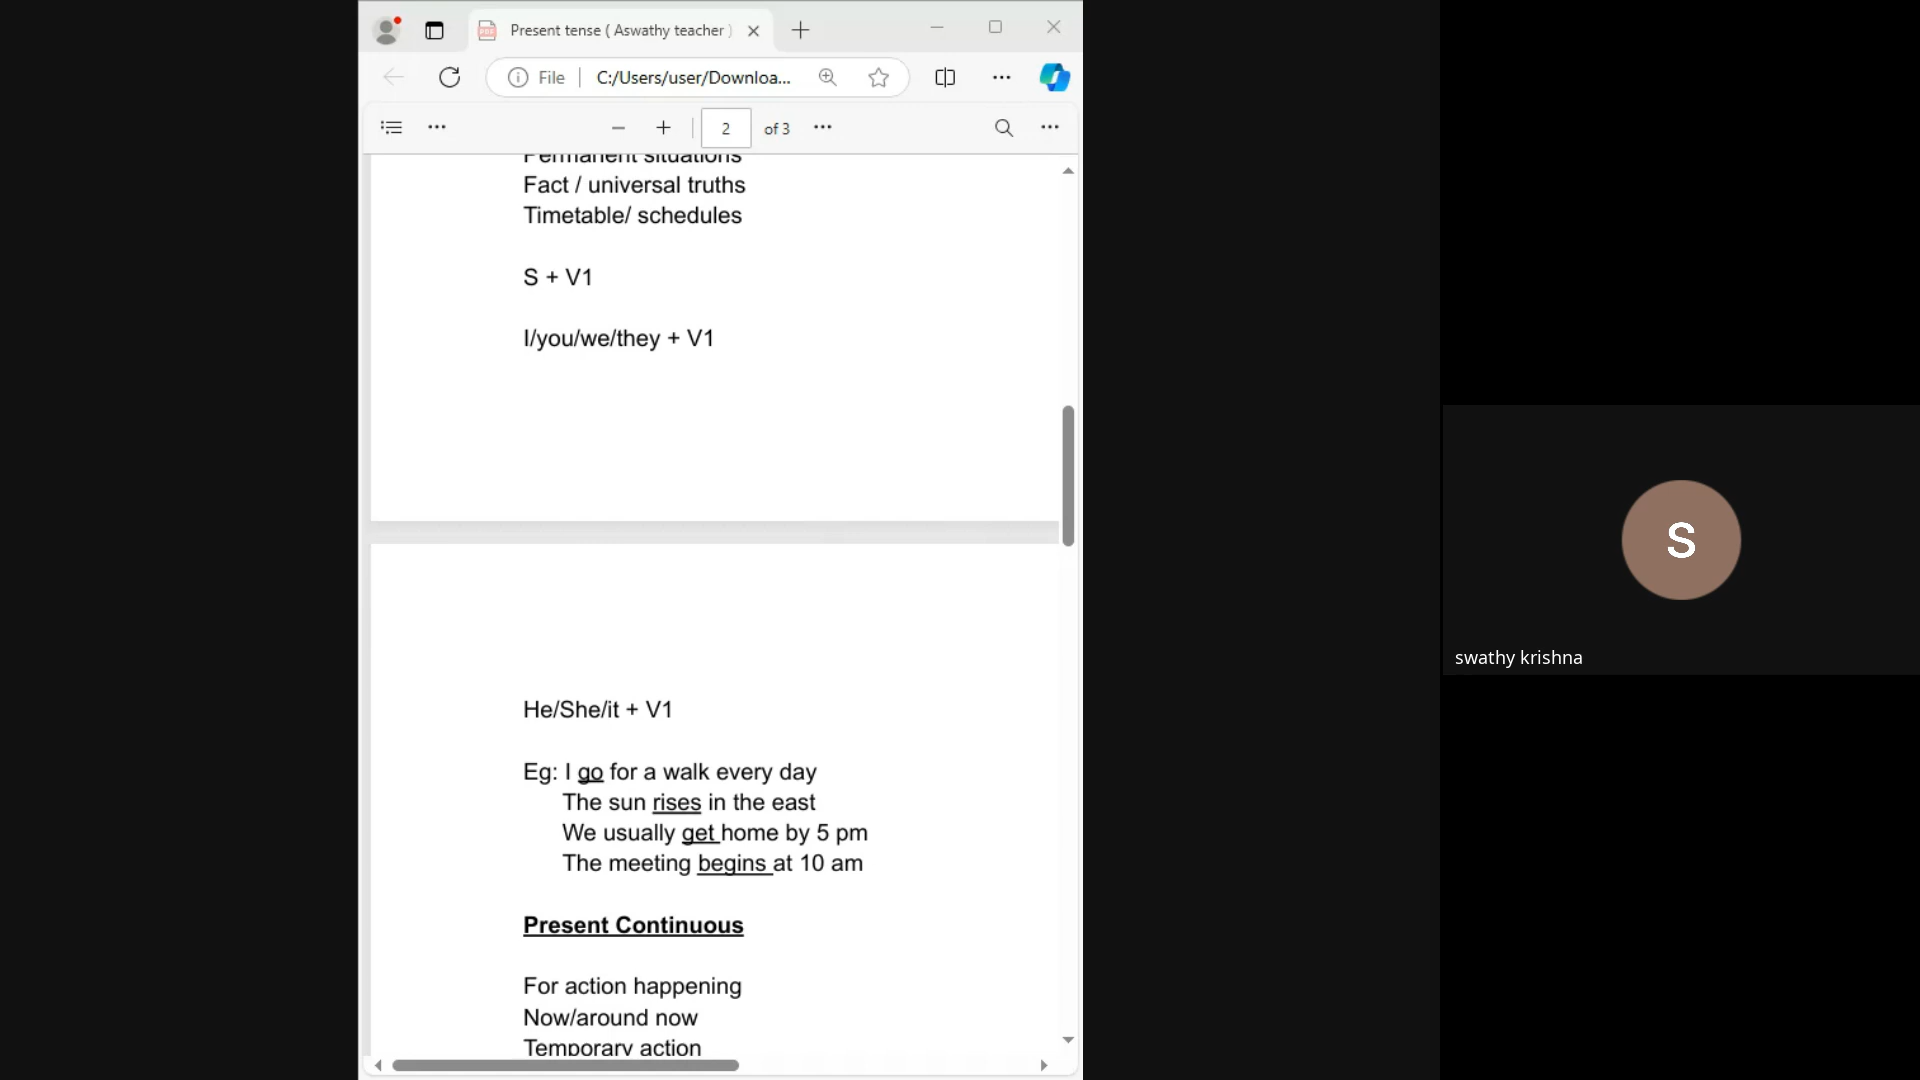 Present tense ( Aswathy teacher )
File
C:/Users/user/Downloa...
2 of 3
Permanent situations
Fact / universal truths
Timetable/ schedules
S + V1
I/you/we/they + V1
He/She/it + V1
Eg: I go for a walk every day
The sun rises in the east
We usually get home by 5 pm
The meeting begins at 10 am
Present Continuous
For action happening
Now/around now
Temporary action
S
swathy krishna